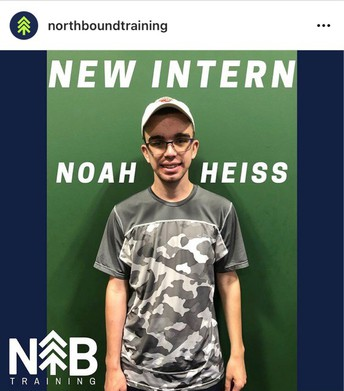 northboundtraining
NEW INTERN
NOAH HEISS
NB
TRAINING